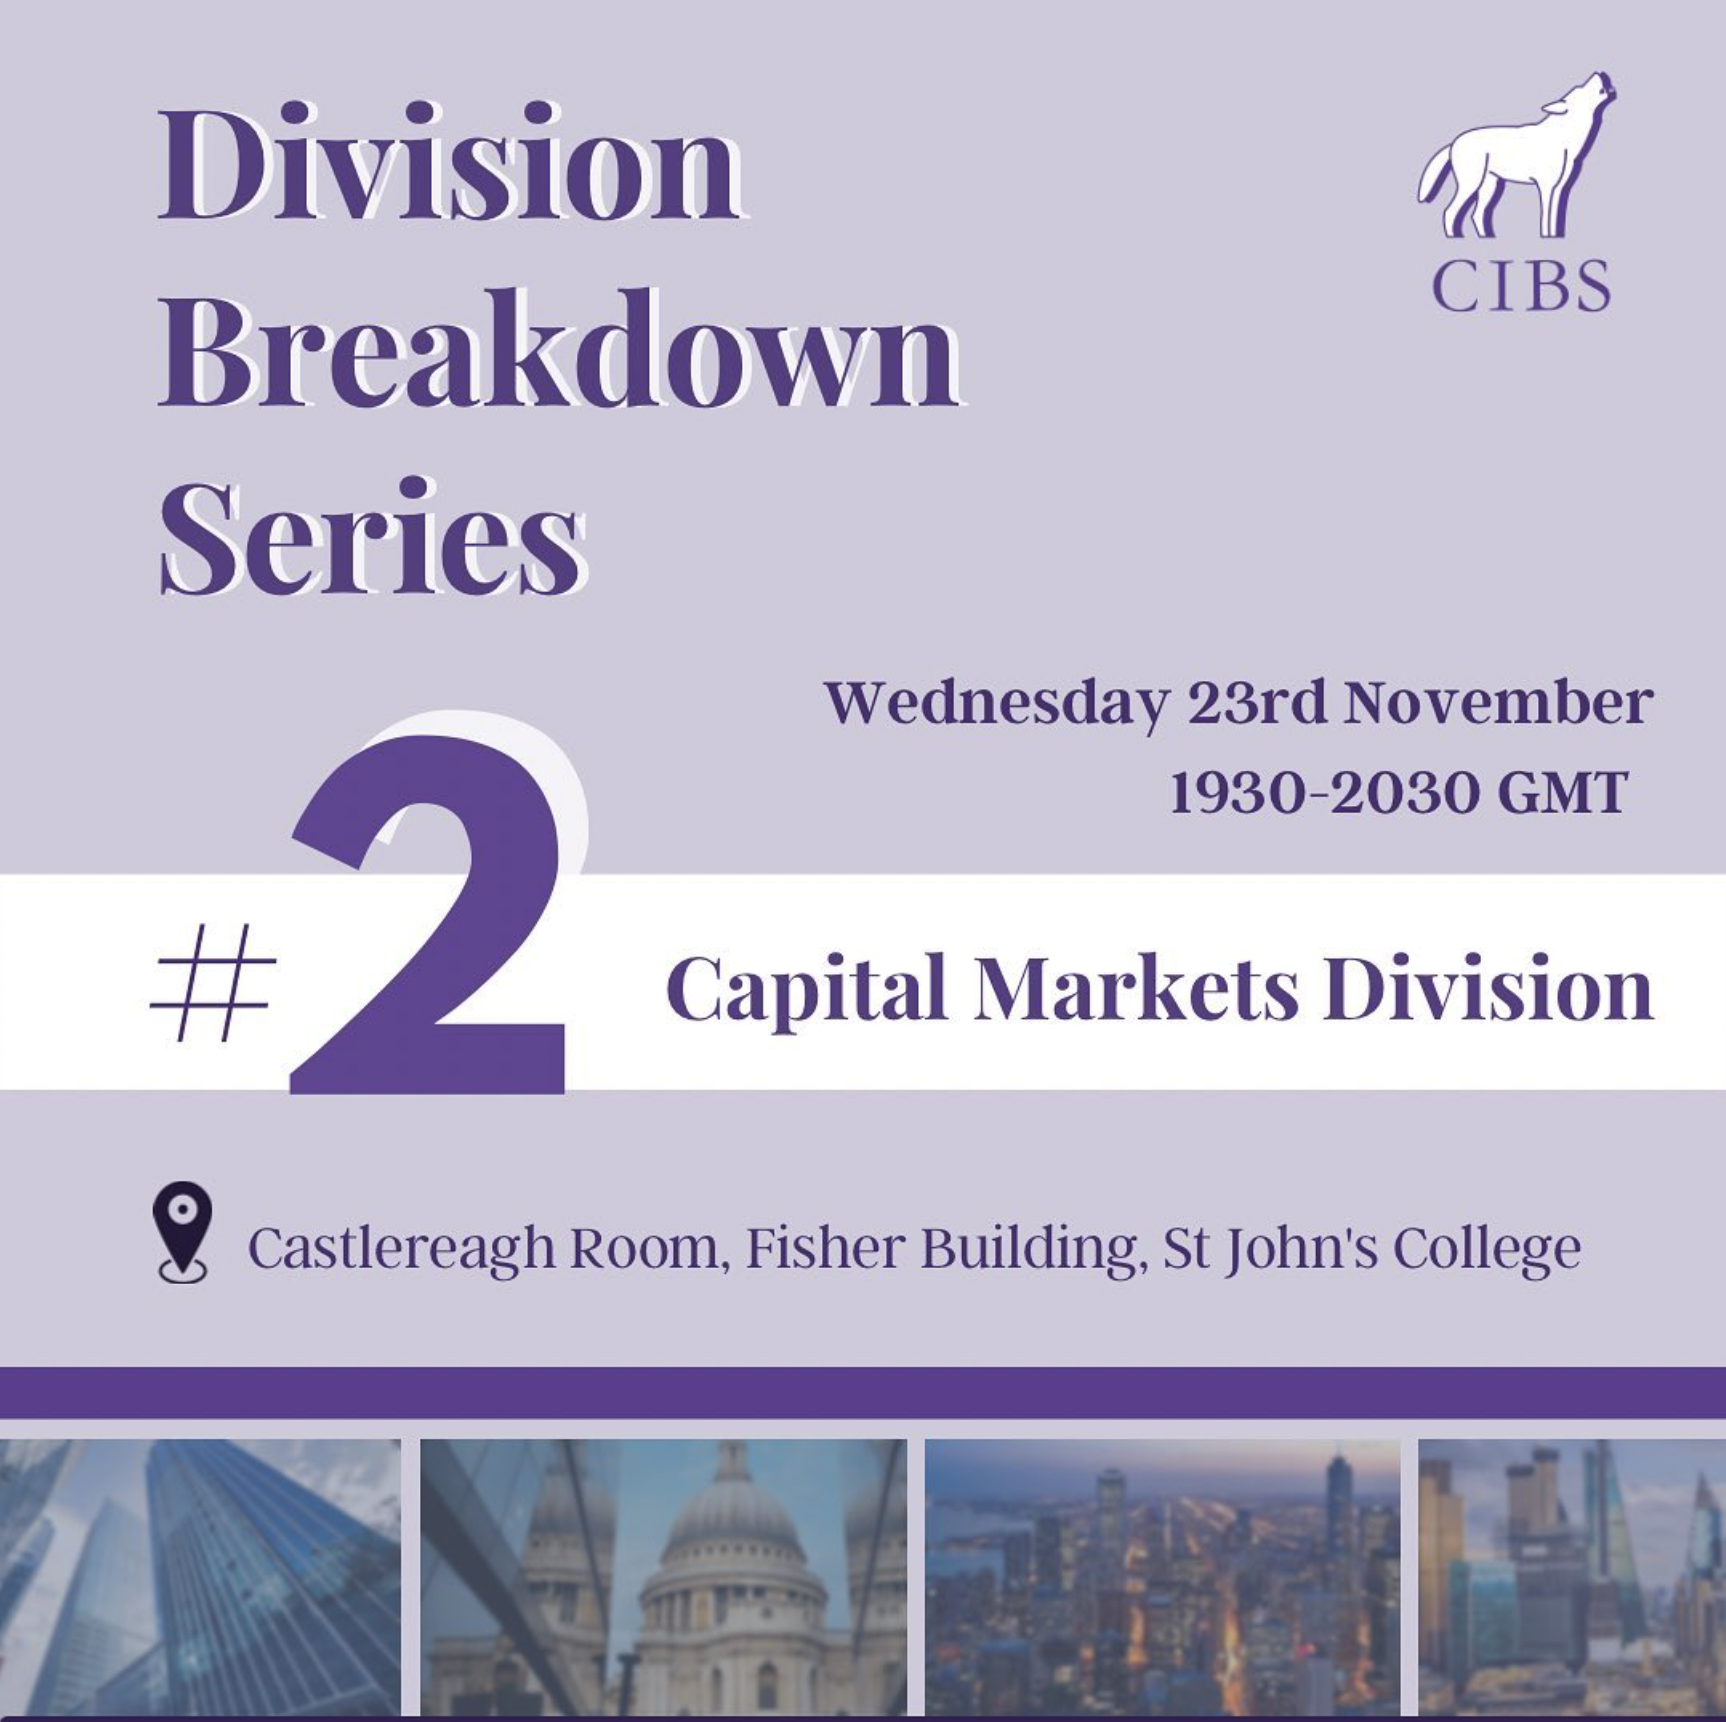 Division
Breakdown
Series
CIBS
Wednesday 23rd November
1930-2030 GMT
#2
Capital Markets Division
Castlereagh Room, Fisher Building, St John's College